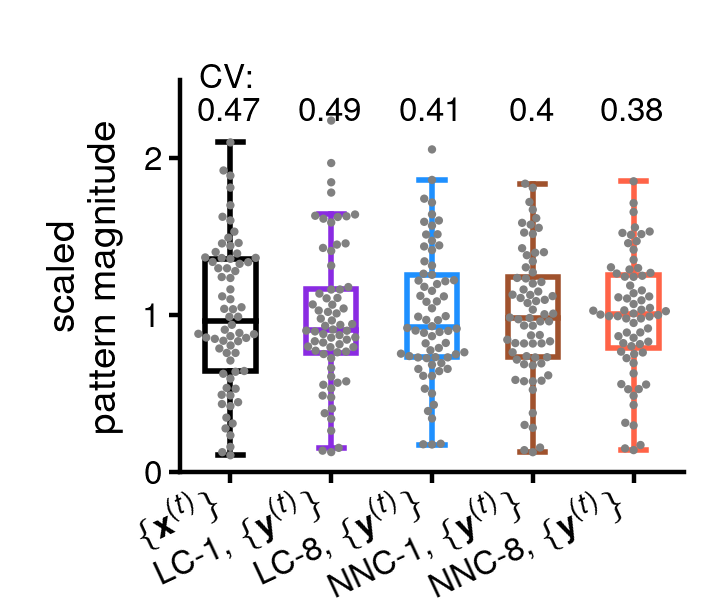 CV:
0.47 0.49 0.41 0.4 0.38
scaled
pattern magnitude
2
1
0
{𝐱⁽ᵗ⁾}
LC-1, {𝐲⁽ᵗ⁾}
LC-8, {𝐲⁽ᵗ⁾}
NNC-1, {𝐲⁽ᵗ⁾}
NNC-8, {𝐲⁽ᵗ⁾}